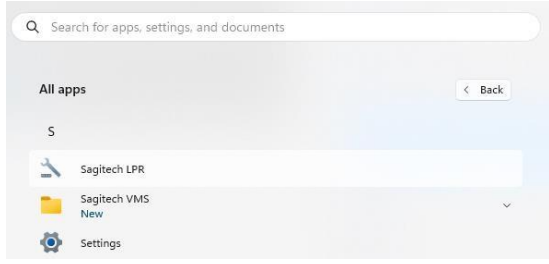 Search for apps, settings, and documents
All apps
Back
S
Sagitech LPR
Sagitech VMS
New
Settings